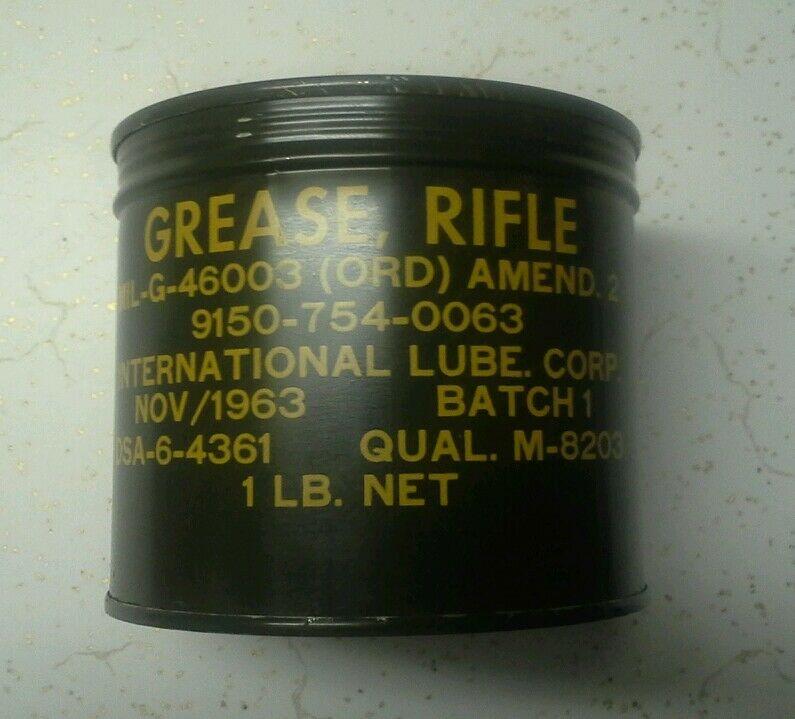 GREASE, RIFLE
MIL-G-46003 (ORD) AMEND. 2
9150-754-0063
INTERNATIONAL LUBE. CORP.
NOV/1963 BATCH 1
DSA-6-4361 QUAL. M-8203
1 LB. NET